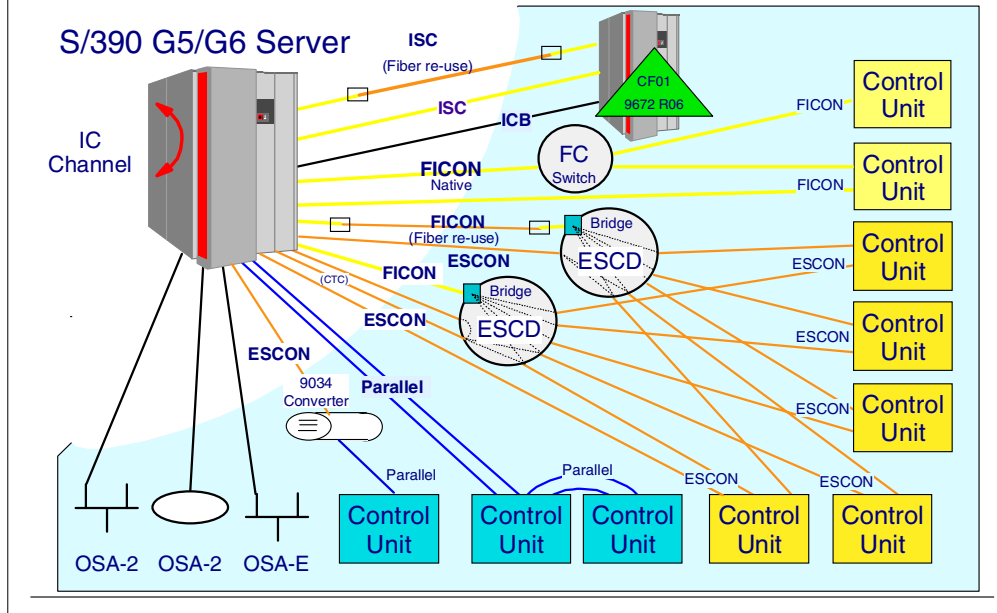 S/390 G5/G6 Server
ISC
(Fiber re-use)
CF01
9672 R06
Control
Unit
FICON
ISC
ICB
IC
Channel
FC
Switch
FICON
Native
Control
Unit
FICON
FICON
(Fiber re-use)
Bridge
ESCD
Control
Unit
ESCON
ESCON
(CTC)
FICON
Bridge
ESCD
ESCON
Control
Unit
ESCON
ESCON
9034
Converter
Parallel
Control
Unit
ESCON
Parallel
Parallel
ESCON
ESCON
Control
Unit
Control
Unit
Control
Unit
Control
Unit
Control
Unit
OSA-2
OSA-2
OSA-E